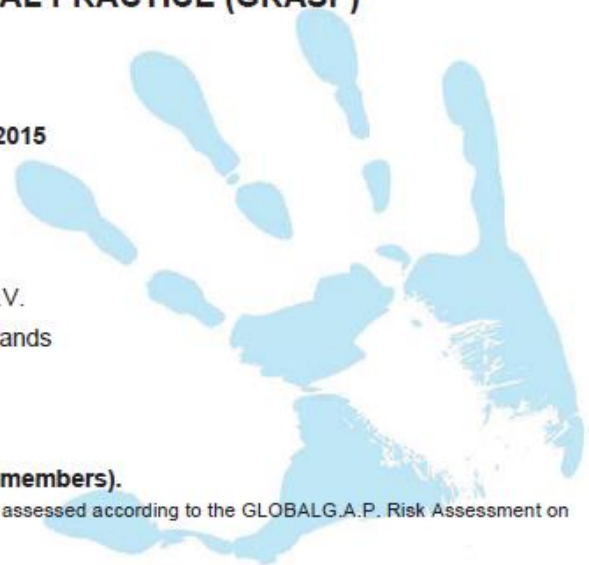 AL PRACTICE (GRASP)
2015
.V.
ands
members).
assessed according to the GLOBALG.A.P. Risk Assessment on